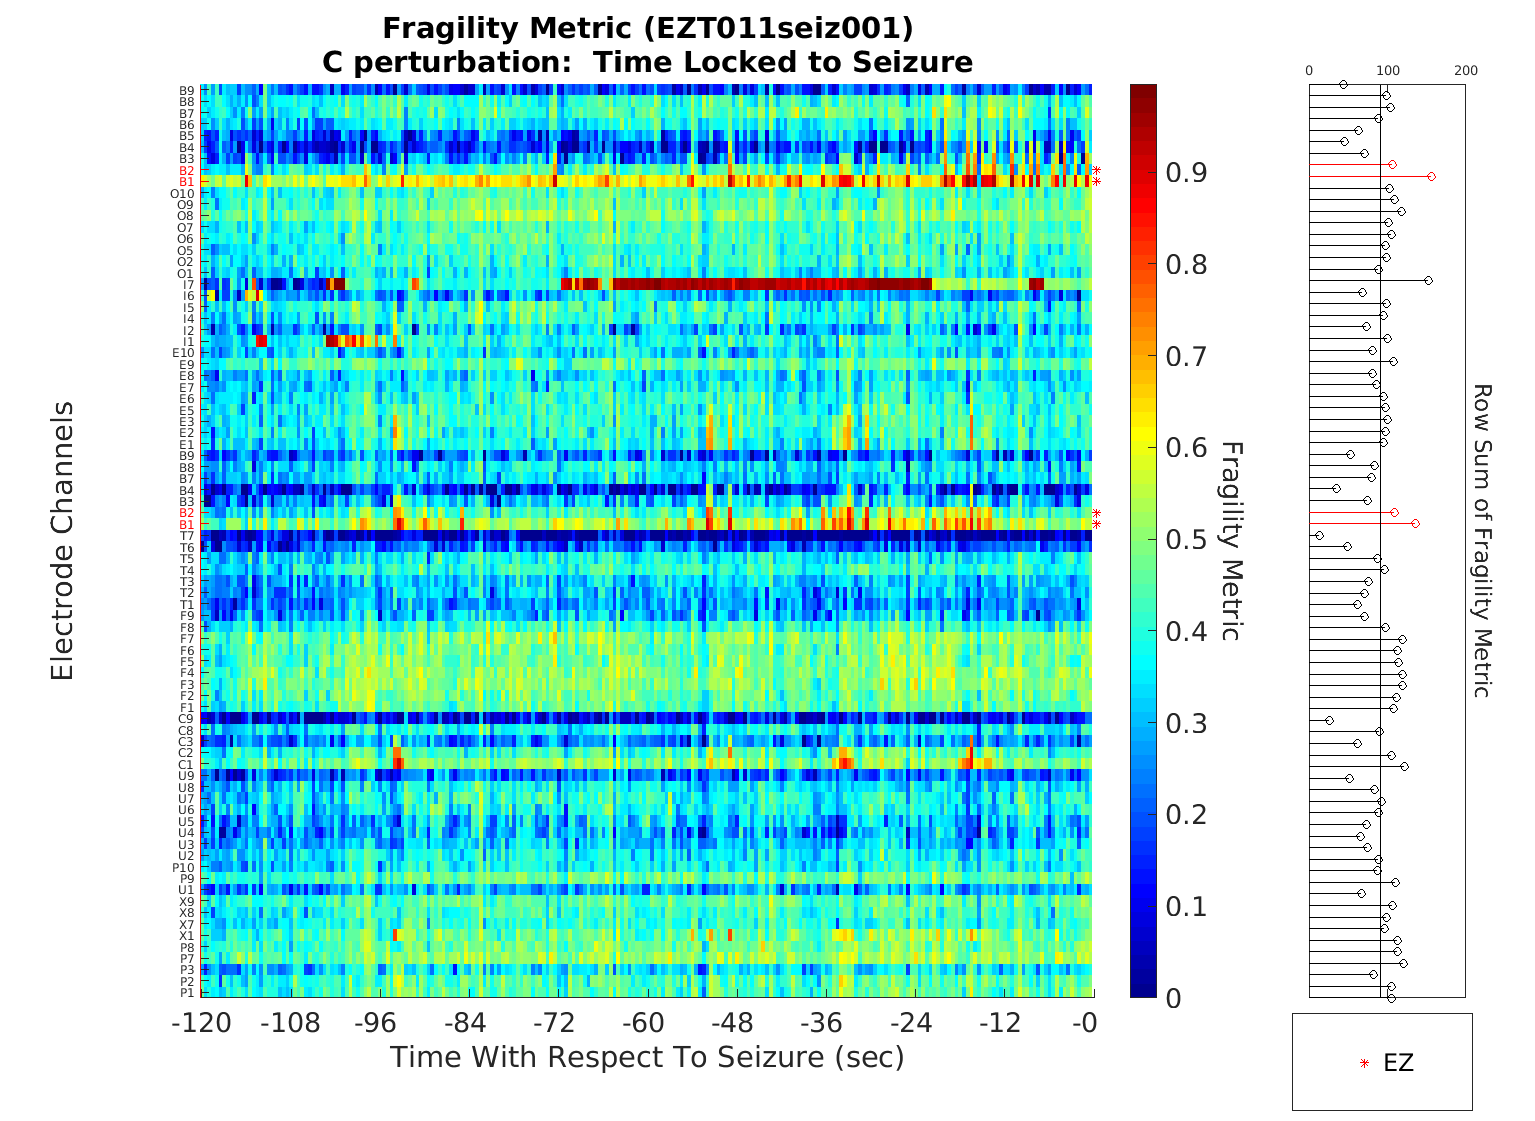 Fragility Metric (EZT011seiz001)
C perturbation:  Time Locked to Seizure
Electrode Channels
B9
B8
B7
B6
B5
B4
B3
B2
B1
O10
O9
O8
O7
O6
O5
O2
O1
I7
I6
I5
I4
I2
I1
E10
E9
E8
E7
E6
E5
E3
E2
E1
B9
B8
B7
B4
B3
B2
B1
T7
T6
T5
T4
T3
T2
T1
F9
F8
F7
F6
F5
F4
F3
F2
F1
C9
C8
C3
C2
C1
U9
U8
U7
U6
U5
U4
U3
U2
P10
P9
U1
X9
X8
X7
X1
P8
P7
P3
P2
P1
-120 -108 -96 -84 -72 -60 -48 -36 -24 -12 -0
Time With Respect To Seizure (sec)
0.9
0.8
0.7
0.6
0.5
0.4
0.3
0.2
0.1
0
Fragility Metric
0 100 200
Row Sum of Fragility Metric
EZ